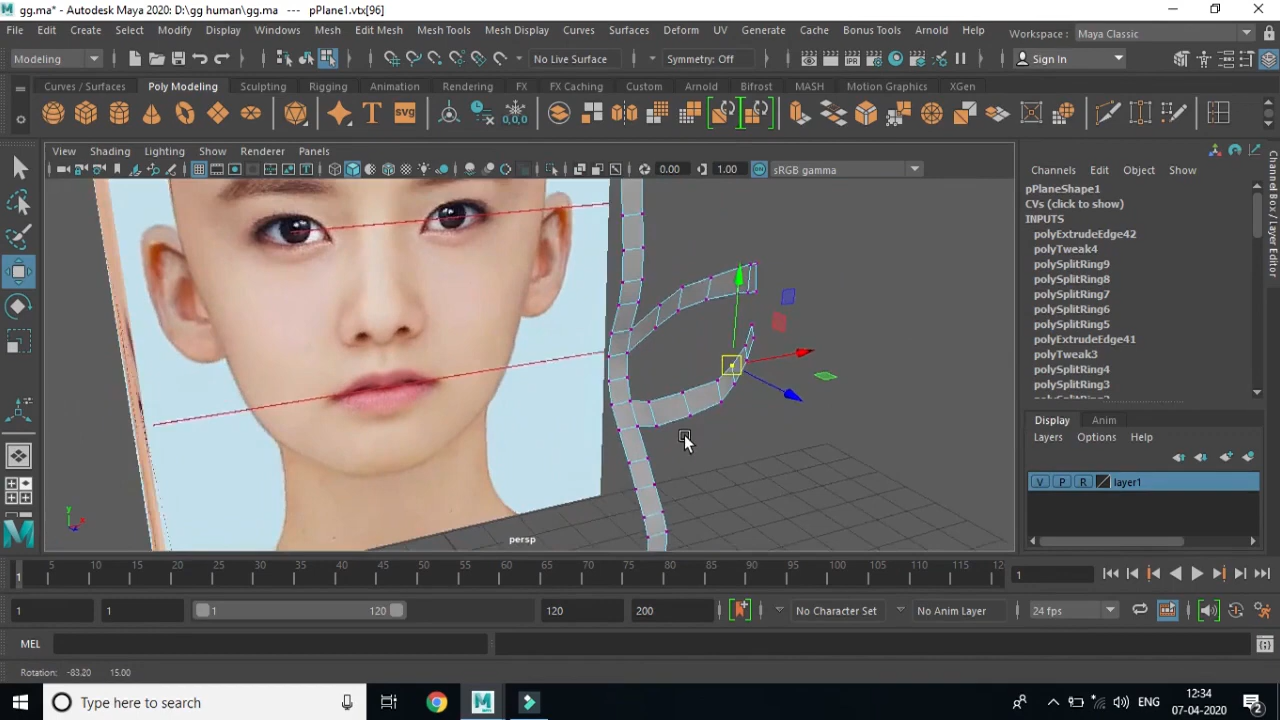 gg.ma* - Autodesk Maya 2020: D:\gg human\gg.ma --- pPlane1.vtx[96]
File Edit Create Select Modify Display Windows Mesh Edit Mesh Mesh Tools Mesh Display Curves Surfaces Deform UV Generate Cache Bonus Tools Arnold Help Workspace : Maya Classic
Modeling No Live Surface Symmetry: Off Sign In
Curves / Surfaces Poly Modeling Sculpting Rigging Animation Rendering FX FX Caching Custom Arnold Bifrost MASH Motion Graphics XGen
View Shading Lighting Show Renderer Panels
0.00 1.00 sRGB gamma
Channels Edit Object Show
pPlaneShape1
CVs (click to show)
INPUTS
polyExtrudeEdge42
polyTweak4
polySplitRing9
polySplitRing8
polySplitRing7
polySplitRing6
polySplitRing5
polyExtrudeEdge41
polyTweak3
polySplitRing4
polySplitRing3
Channel Box / Layer Editor
Display Anim
Layers Options Help
V P R layer1
persp
5 10 15 20 25 30 35 40 45 50 55 60 65 70 75 80 85 90 95 100 105 110 115 12
1 1
1 1 1 120 120 200 No Character Set No Anim Layer 24 fps
MEL
Rotation: -83.20 15.00
Type here to search ENG 12:34 07-04-2020 2